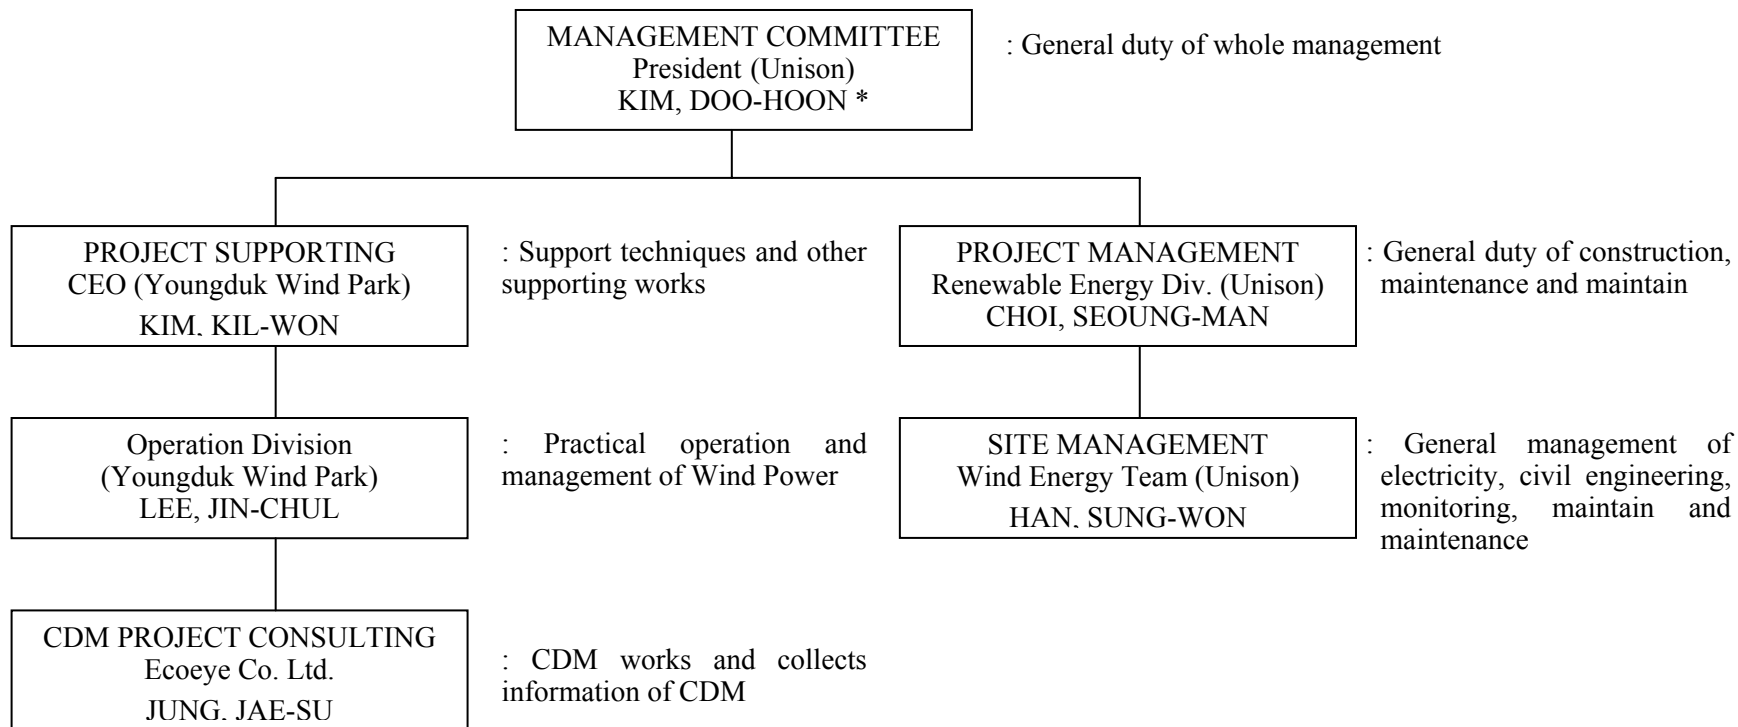 MANAGEMENT COMMITTEE
President (Unison)
KIM, DOO-HOON *
: General duty of whole management
PROJECT SUPPORTING
CEO (Youngduk Wind Park)
KIM, KIL-WON
: Support techniques and other
supporting works
PROJECT MANAGEMENT
Renewable Energy Div. (Unison)
CHOI, SEOUNG-MAN
: General duty of construction,
maintenance and maintain
Operation Division
(Youngduk Wind Park)
LEE, JIN-CHUL
: Practical operation and
management of Wind Power
SITE MANAGEMENT
Wind Energy Team (Unison)
HAN, SUNG-WON
: General management of
electricity, civil engineering,
monitoring, maintain and
maintenance
CDM PROJECT CONSULTING
Ecoeye Co. Ltd.
JUNG, JAE-SU
: CDM works and collects
information of CDM